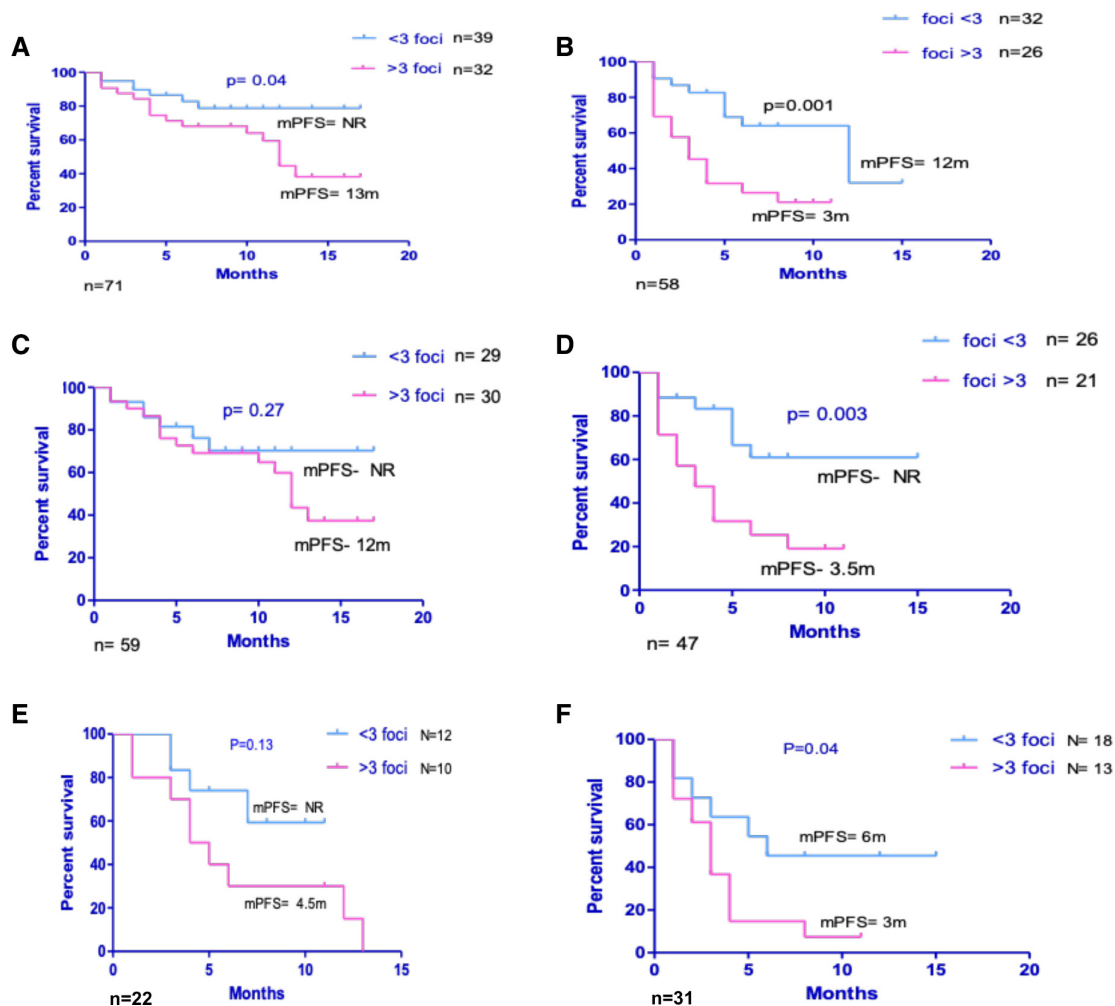 A
<3 foci n=39
>3 foci n=32
p= 0.04
mPFS= NR
mPFS= 13m
Percent survival
100
80
60
40
20
0
0 5 10 15 20
Months
n=71
B
foci <3 n=32
foci >3 n=26
p=0.001
mPFS= 12m
mPFS= 3m
Percent survival
100
80
60
40
20
0
0 5 10 15 20
Months
n=58
C
<3 foci n= 29
>3 foci n= 30
p= 0.27
mPFS- NR
mPFS- 12m
Percent survival
100
80
60
40
20
0
0 5 10 15 20
Months
n= 59
D
foci <3 n= 26
foci >3 n= 21
p= 0.003
mPFS- NR
mPFS- 3.5m
Percent survival
100
80
60
40
20
0
0 5 10 15 20
Months
n= 47
E
<3 foci N=12
>3 foci N=10
P=0.13
mPFS= NR
mPFS= 4.5m
Percent survival
100
80
60
40
20
0
0 5 10 15
Months
n=22
F
<3 foci N= 18
>3 foci N= 13
P=0.04
mPFS= 6m
mPFS= 3m
Percent survival
100
80
60
40
20
0
0 5 10 15 20
Months
n=31